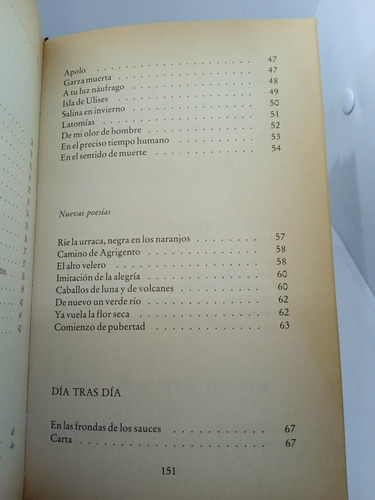 Apolo . . . . . . . . . . . . . . . . . . . . 47
Garza muerta . . . . . . . . . . . . . . . . 47
A tu luz náufrago . . . . . . . . . . . . . . 48
Isla de Ulises . . . . . . . . . . . . . . . . 49
Salina en invierno . . . . . . . . . . . . . . 50
Latomías . . . . . . . . . . . . . . . . . . 51
De mi olor de hombre . . . . . . . . . . . . 52
En el preciso tiempo humano . . . . . . . . . 53
En el sentido de muerte . . . . . . . . . . . 54
Nuevas poesías
Ríe la urraca, negra en los naranjos . . . . . . 57
Camino de Agrigento . . . . . . . . . . . . . 58
El alto velero . . . . . . . . . . . . . . . . 58
Imitación de la alegría . . . . . . . . . . . . 60
Caballos de luna y de volcanes . . . . . . . . 60
De nuevo un verde río . . . . . . . . . . . . 62
Ya vuela la flor seca . . . . . . . . . . . . . 62
Comienzo de pubertad . . . . . . . . . . . . 63
DÍA TRAS DÍA
En las frondas de los sauces . . . . . . . . . . 67
Carta . . . . . . . . . . . . . . . . . . . . 67
151